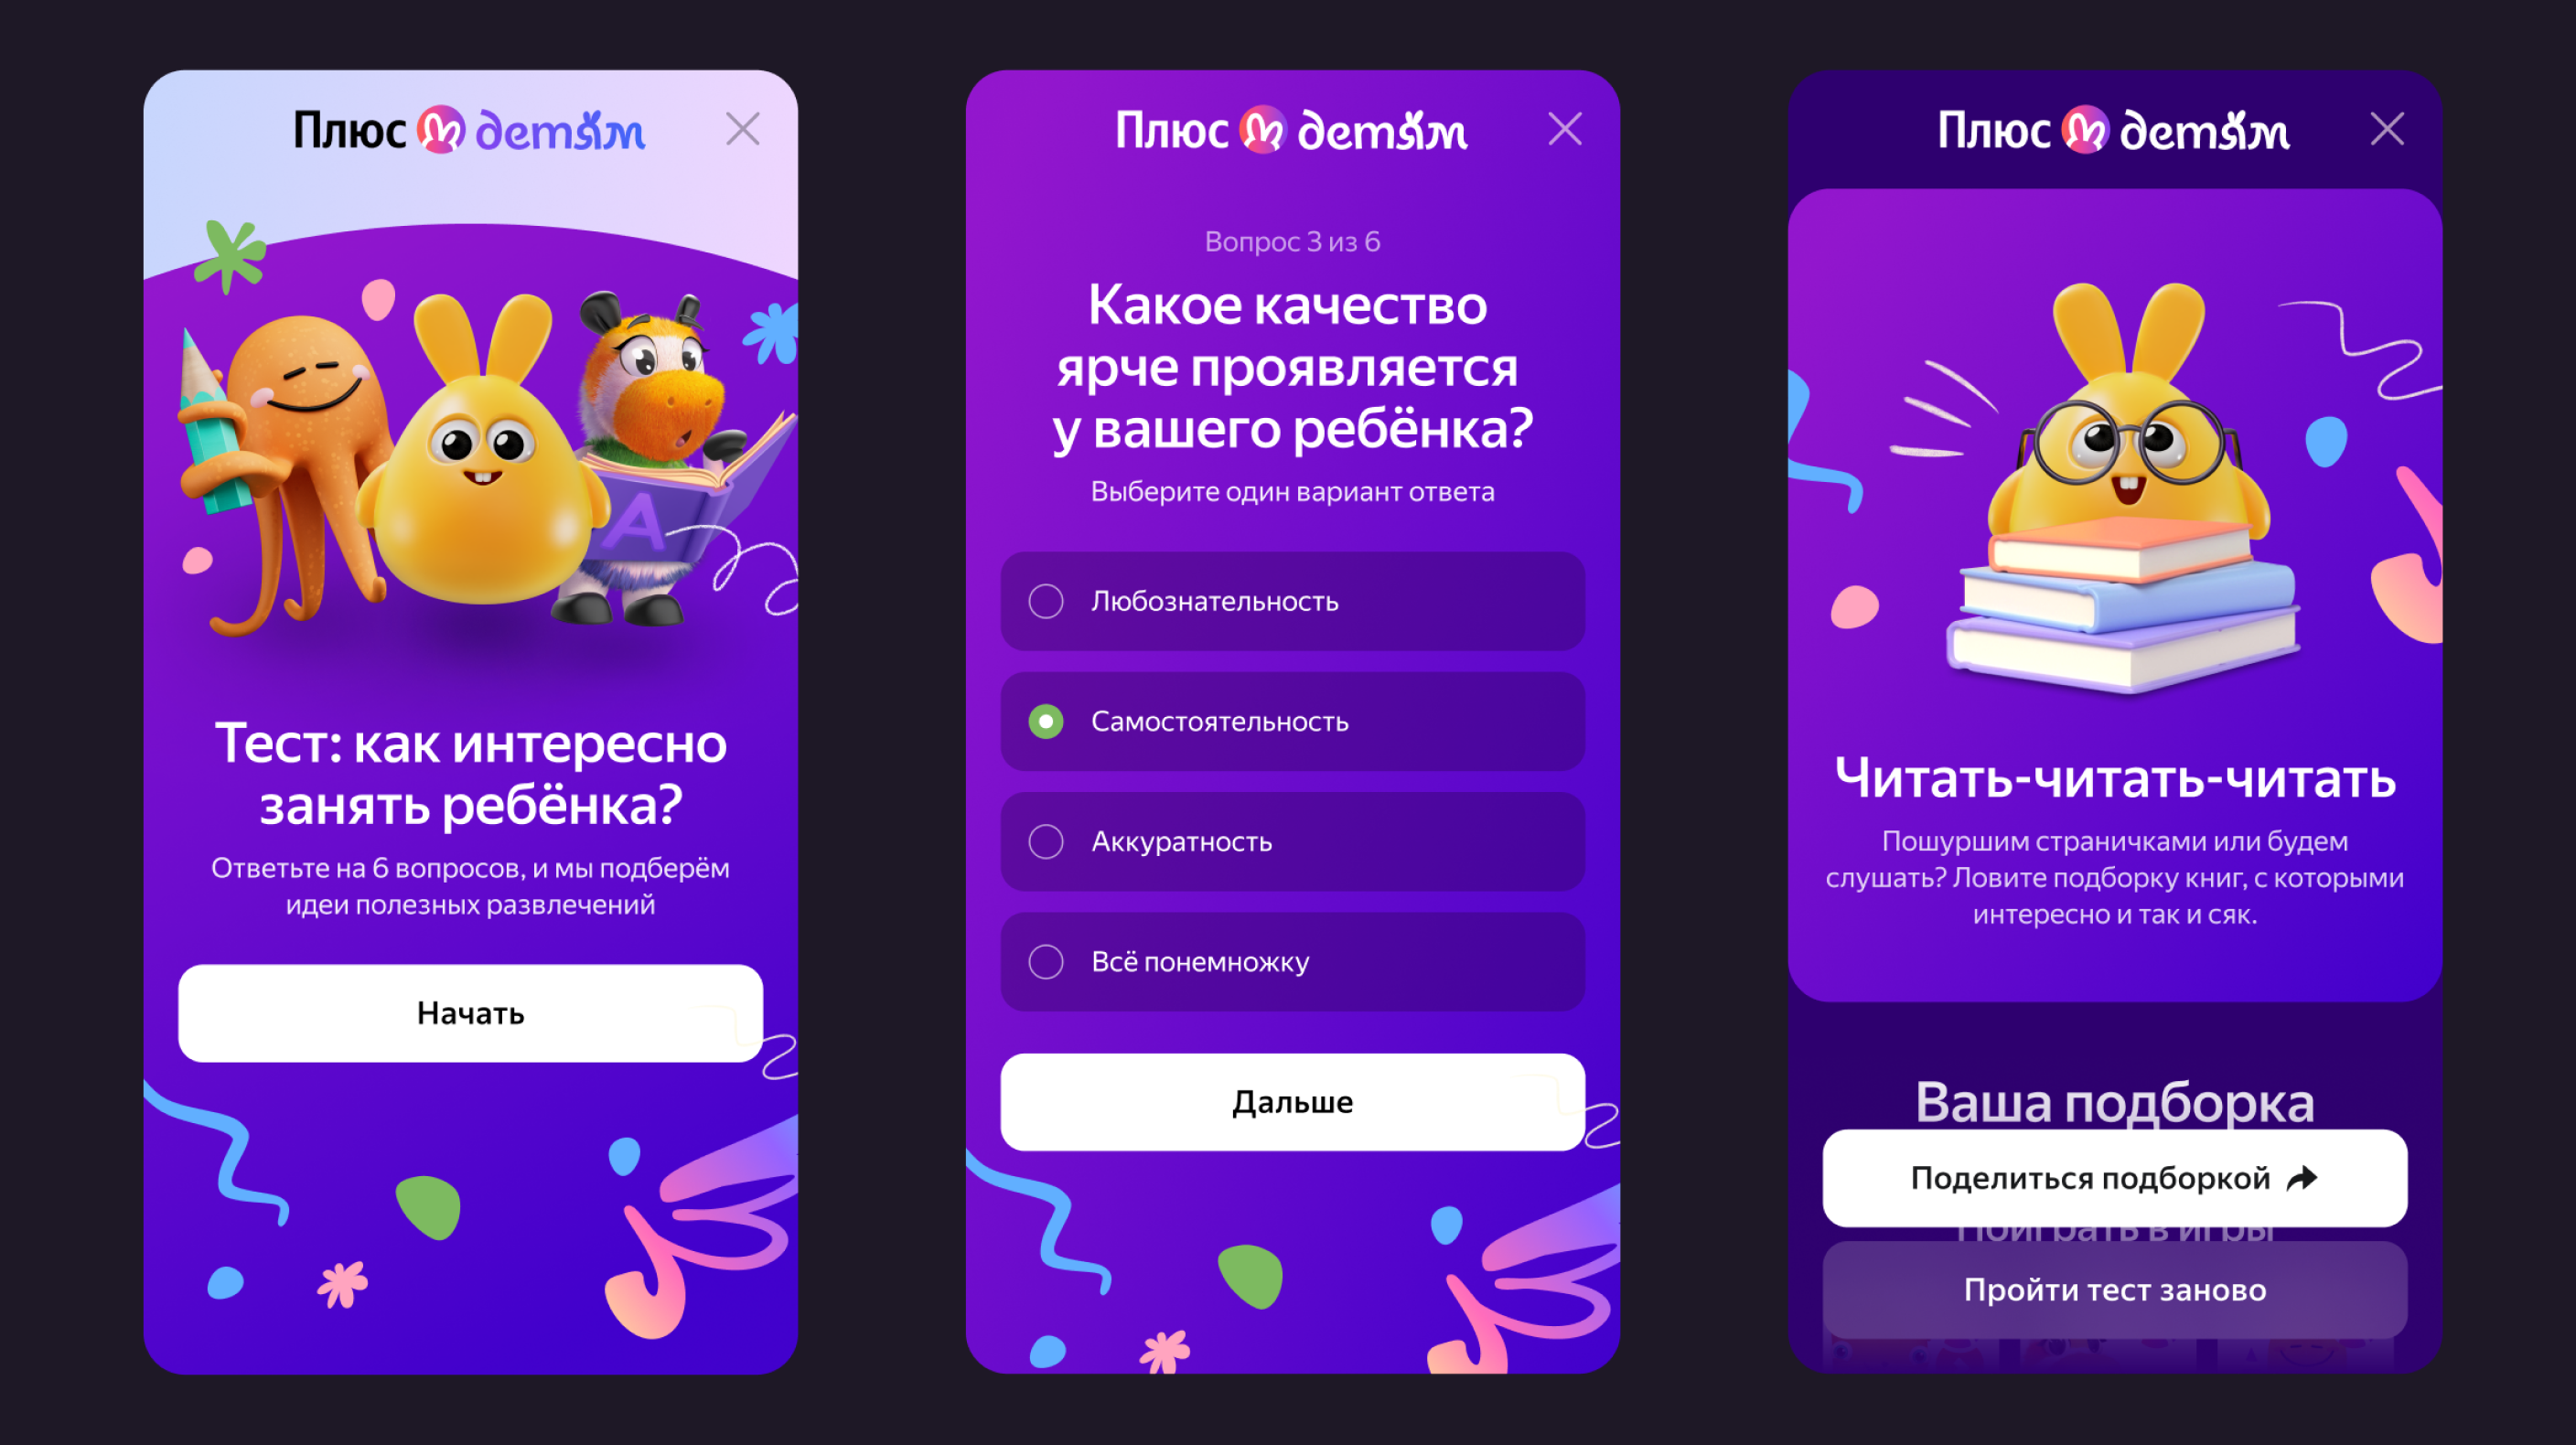 Плюс детям
Тест: как интересно
занять ребёнка?
Ответьте на 6 вопросов, и мы подберём
идеи полезных развлечений
Начать
A
Плюс детям
Вопрос 3 из 6
Какое качество
ярче проявляется
у вашего ребёнка?
Выберите один вариант ответа
Любознательность
Самостоятельность
Аккуратность
Всё понемножку
Дальше
Плюс детям
Читать-читать-читать
Пошуршим страничками или будем
слушать? Ловите подборку книг, с которыми
интересно и так и сяк.
Ваша подборка
Поделиться подборкой
Поиграть в игры
Пройти тест заново